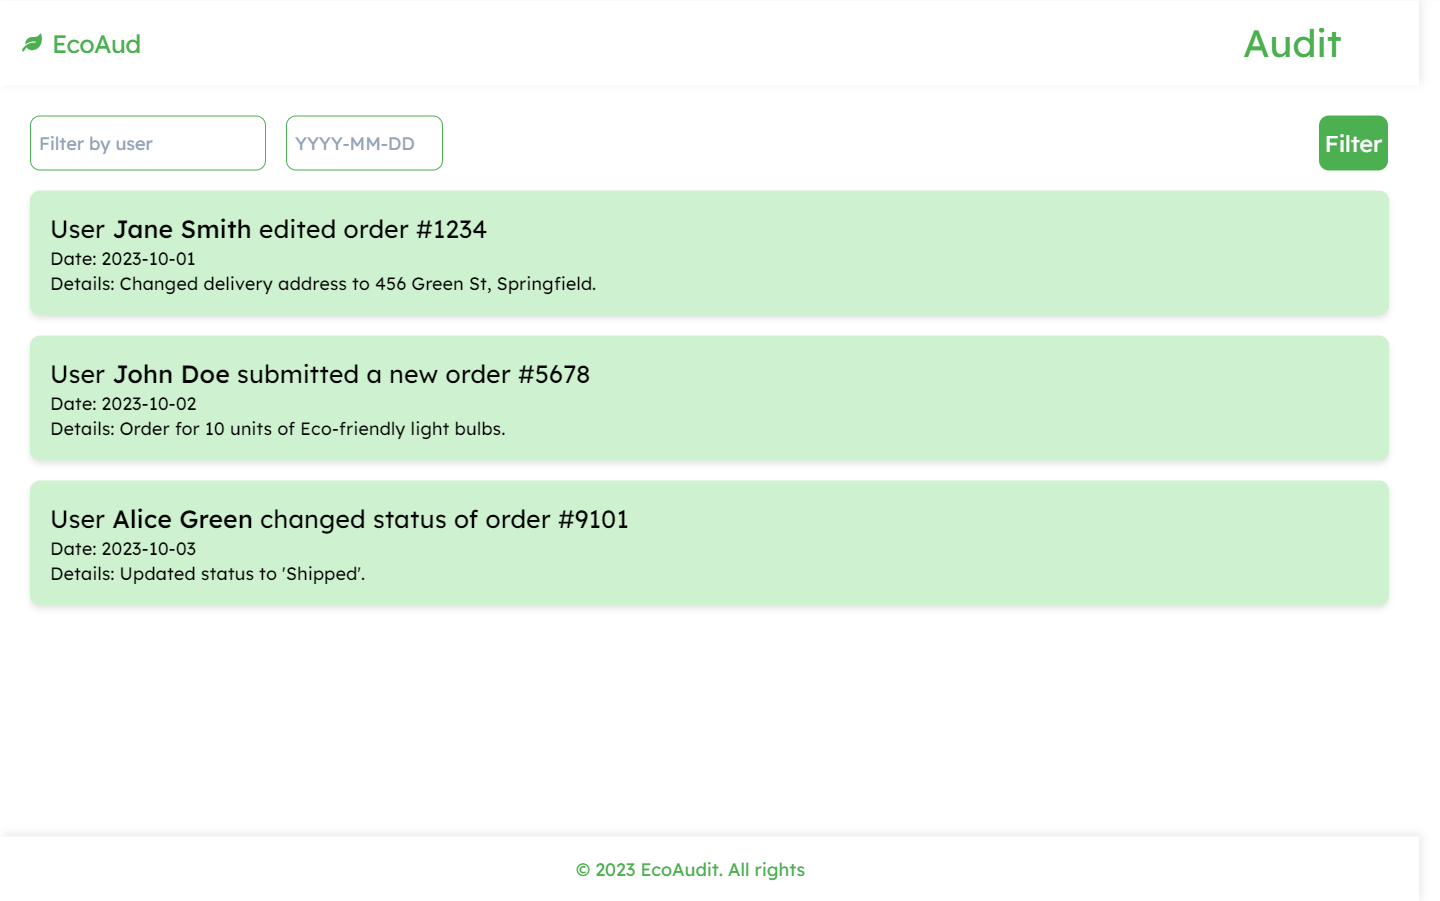 EcoAud
Audit
Filter by user
YYYY-MM-DD
Filter
User Jane Smith edited order #1234
Date: 2023-10-01
Details: Changed delivery address to 456 Green St, Springfield.
User John Doe submitted a new order #5678
Date: 2023-10-02
Details: Order for 10 units of Eco-friendly light bulbs.
User Alice Green changed status of order #9101
Date: 2023-10-03
Details: Updated status to 'Shipped'.
© 2023 EcoAudit. All rights